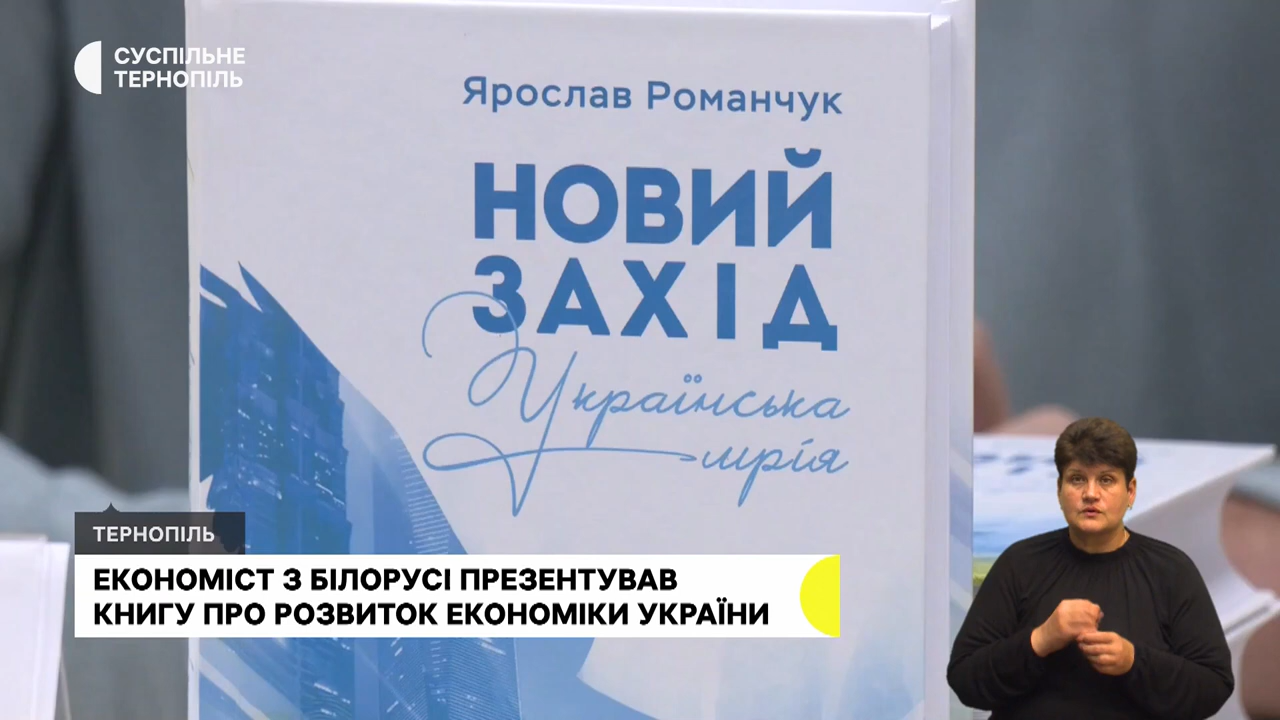 СУСПІЛЬНЕ
ТЕРНОПІЛЬ
Ярослав Романчук
НОВИЙ
ЗАХІД
Українська
мрія
ТЕРНОПІЛЬ
ЕКОНОМІСТ З БІЛОРУСІ ПРЕЗЕНТУВАВ
КНИГУ ПРО РОЗВИТОК ЕКОНОМІКИ УКРАЇНИ